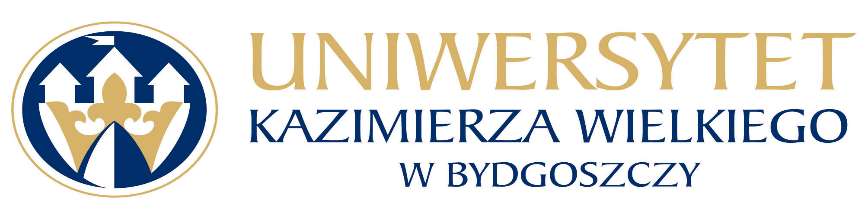 UNIWERSYTET
KAZIMIERZA WIELKIEGO
W BYDGOSZCZY